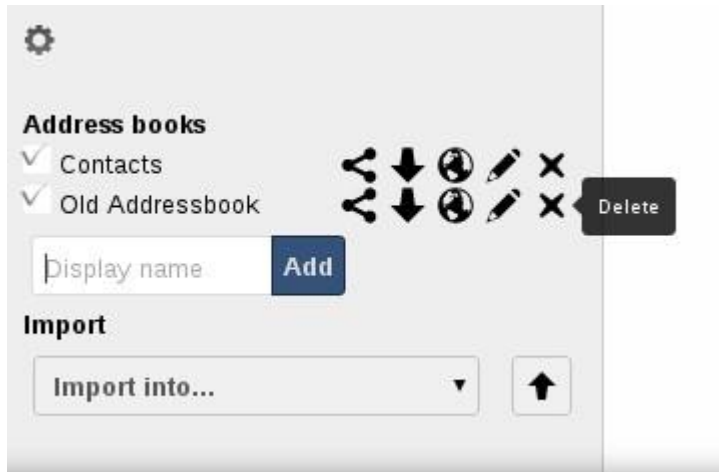 Address books
Contacts
Old Addressbook
Delete
Display name
Add
Import
Import into...